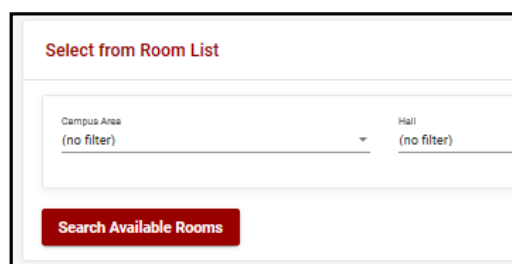 Select from Room List
Campus Area
Hall
(no filter)
(no filter)
Search Available Rooms